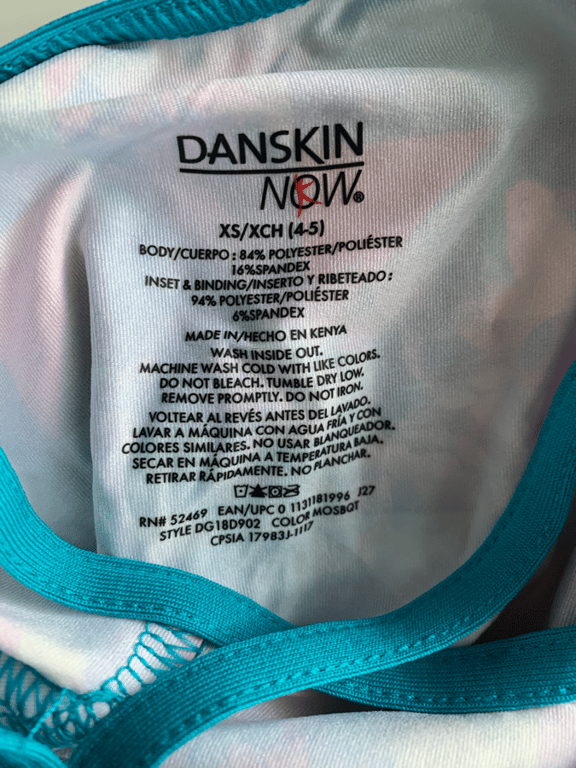 DANSKIN
NOW®
XS/XCH (4-5)
BODY/CUERPO : 84% POLYESTER/POLIÉSTER
16%SPANDEX
INSET & BINDING/INSERTO Y RIBETEADO :
94% POLYESTER/POLIÉSTER
6%SPANDEX
MADE IN/HECHO EN KENYA
WASH INSIDE OUT.
MACHINE WASH COLD WITH LIKE COLORS.
DO NOT BLEACH. TUMBLE DRY LOW.
REMOVE PROMPTLY. DO NOT IRON.
VOLTEAR AL REVÉS ANTES DEL LAVADO.
LAVAR A MÁQUINA CON AGUA FRÍA Y CON
COLORES SIMILARES. NO USAR BLANQUEADOR.
SECAR EN MÁQUINA A TEMPERATURA BAJA.
RETIRAR RÁPIDAMENTE. NO PLANCHAR.
RN# 52469 EAN/UPC 0 1131181996 J27
STYLE DG18D902 COLOR MOSBQT
CPSIA 17983J-1117